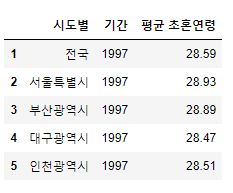 시도별 기간 평균 초혼연령
1 전국 1997 28.59
2 서울특별시 1997 28.93
3 부산광역시 1997 28.89
4 대구광역시 1997 28.47
5 인천광역시 1997 28.51